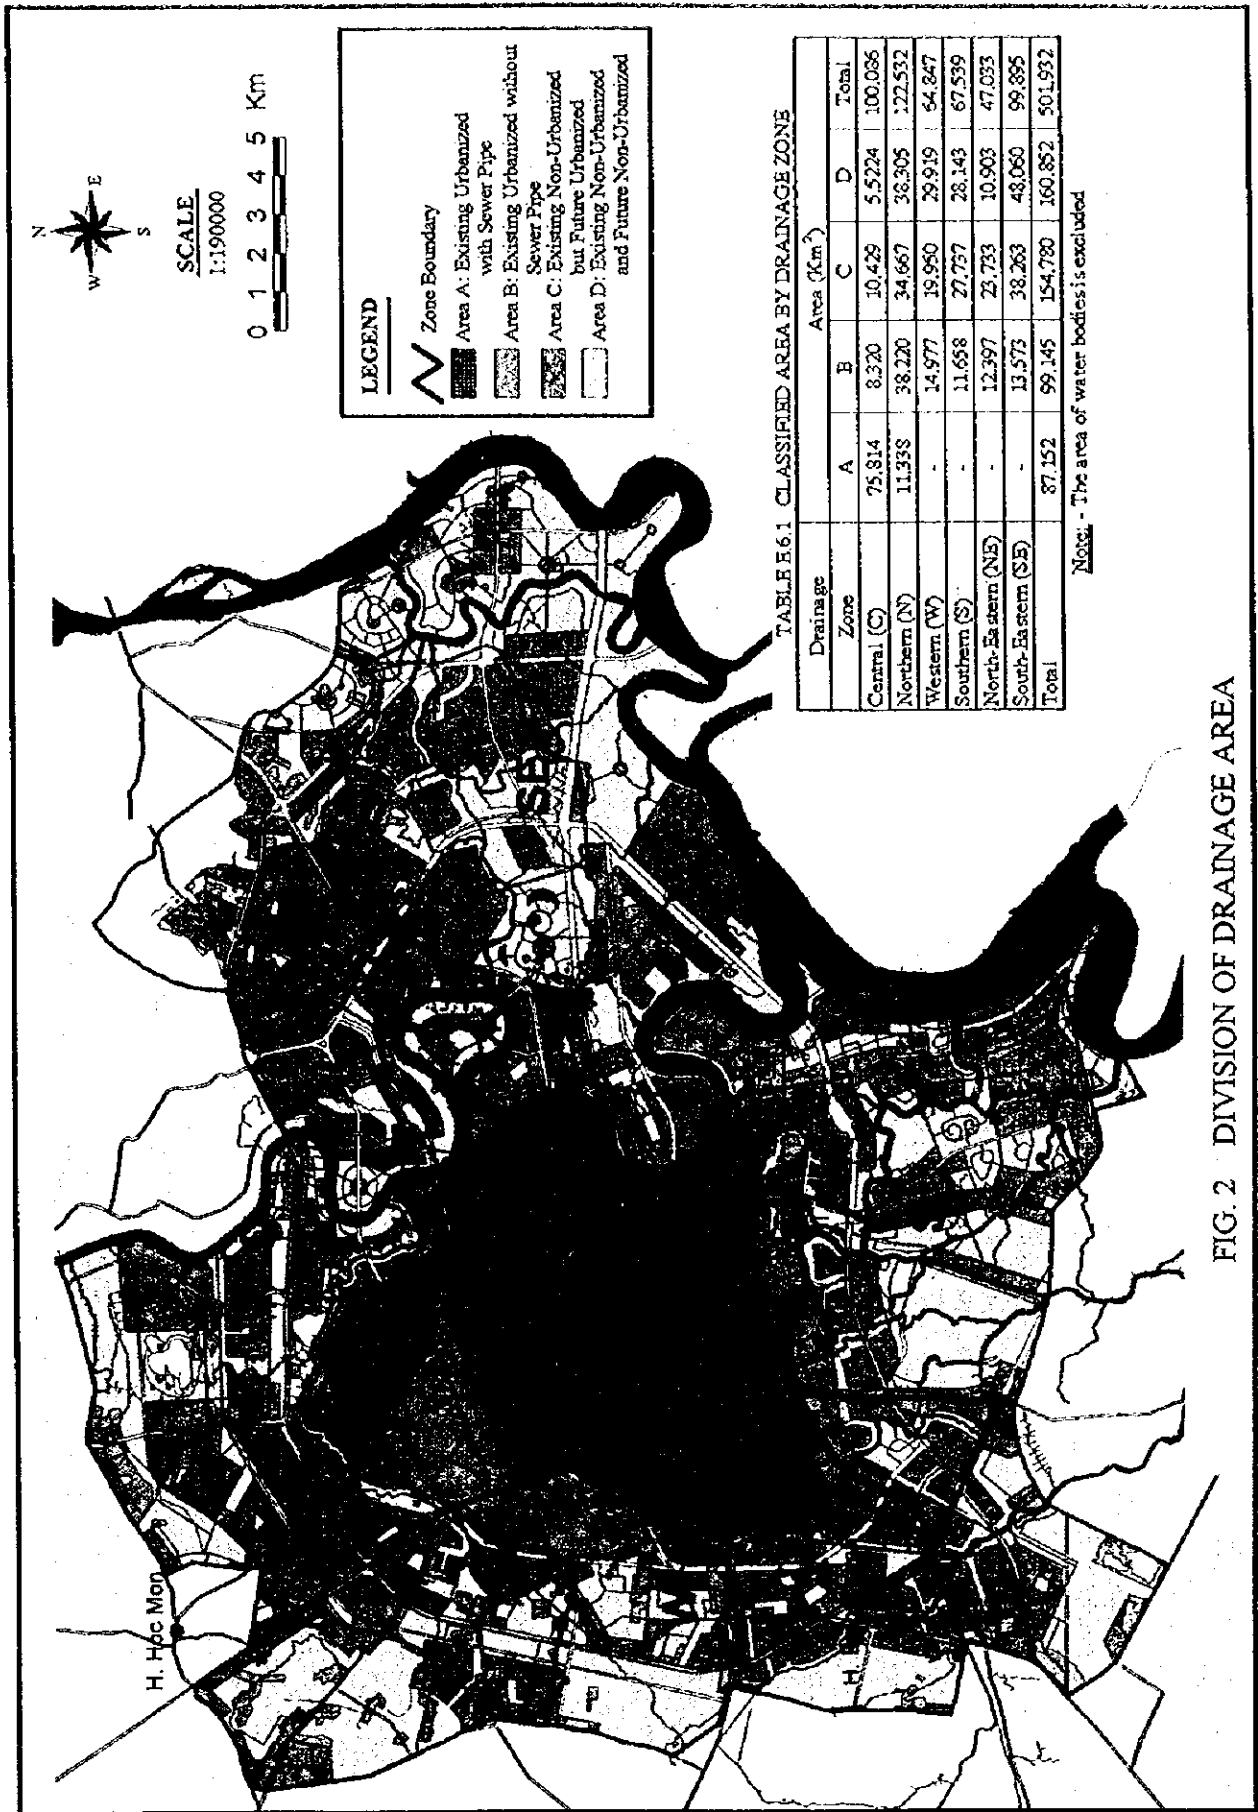 N
W E
S
SCALE
1:190000
0 1 2 3 4 5 Km
LEGEND
Zone Boundary
Area A: Existing Urbanized
with Sewer Pipe
Area B: Existing Urbanized without
Sewer Pipe
Area C: Existing Non-Urbanized
but Future Urbanized
Area D: Existing Non-Urbanized
and Future Non-Urbanized
H. Hoc Mon
SE
TABLE E.6.1 CLASSIFIED AREA BY DRAINAGE ZONE
Drainage Area (Km²)
Zone A B C D Total
Central (C) 75.814 8.320 10.429 5.5224 100.086
Northern (N) 11.338 38.220 34.667 38.305 122.532
Western (W) - 14.977 19.950 29.919 64.847
Southern (S) - 11.658 27.737 28.143 67.539
North-Eastern (NE) - 12.397 23.733 10.903 47.033
South-Eastern (SE) - 13.573 38.263 48.060 99.895
Total 87.152 99.145 154.780 160.852 501.932
Note: - The area of water bodies is excluded
FIG. 2 DIVISION OF DRAINAGE AREA